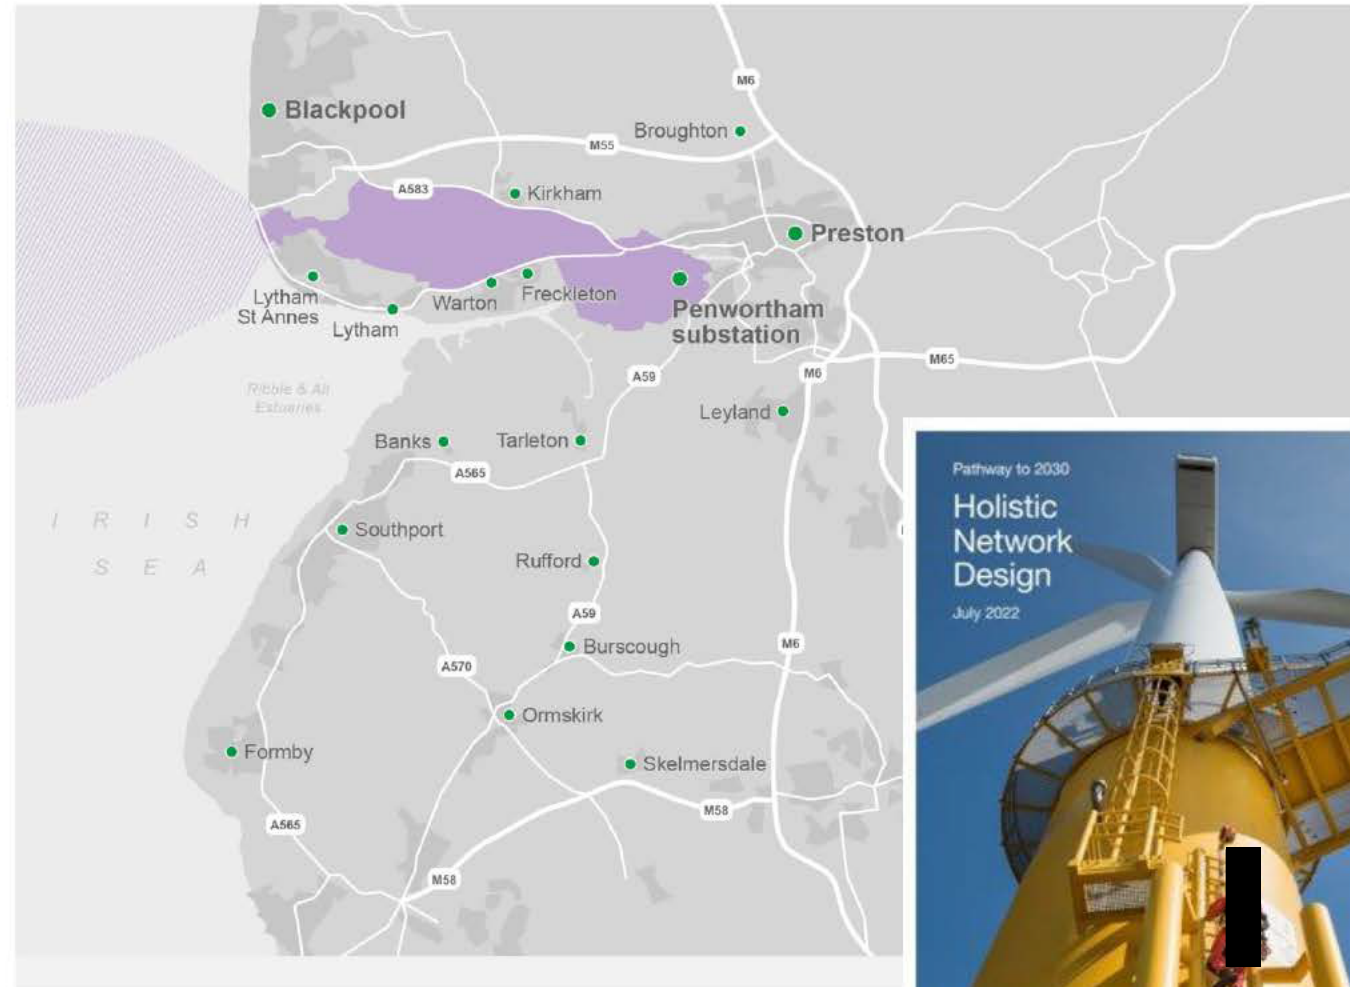 M6
Blackpool
Broughton
M55
A583
Kirkham
Preston
Lytham
St Annes
Lytham
Warton
Freckleton
Penwortham
substation
M65
A59
M6
Ribble & Alt
Estuaries
Leyland
Banks
Tarleton
A565
IRISH
SEA
Southport
Rufford
A59
Burscough
M6
A570
Ormskirk
Formby
Skelmersdale
M58
A565
M58
Pathway to 2030
Holistic
Network
Design
July 2022